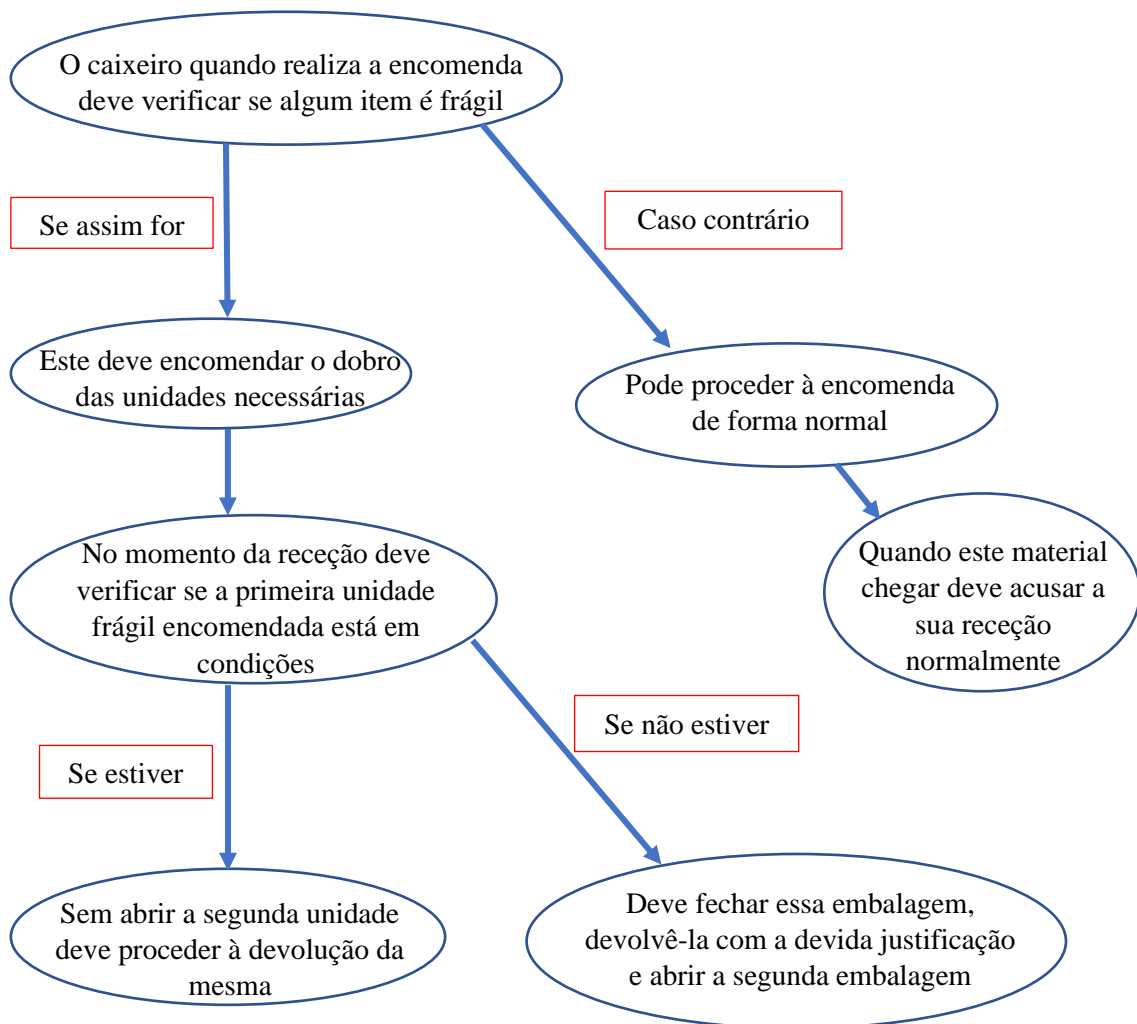 O caixeiro quando realiza a encomenda
deve verificar se algum item é frágil
Se assim for
Caso contrário
Este deve encomendar o dobro
das unidades necessárias
Pode proceder à encomenda
de forma normal
No momento da receção deve
verificar se a primeira unidade
frágil encomendada está em
condições
Quando este material
chegar deve acusar a
sua receção
normalmente
Se estiver
Se não estiver
Sem abrir a segunda unidade
deve proceder à devolução da
mesma
Deve fechar essa embalagem,
devolvê-la com a devida justificação
e abrir a segunda embalagem